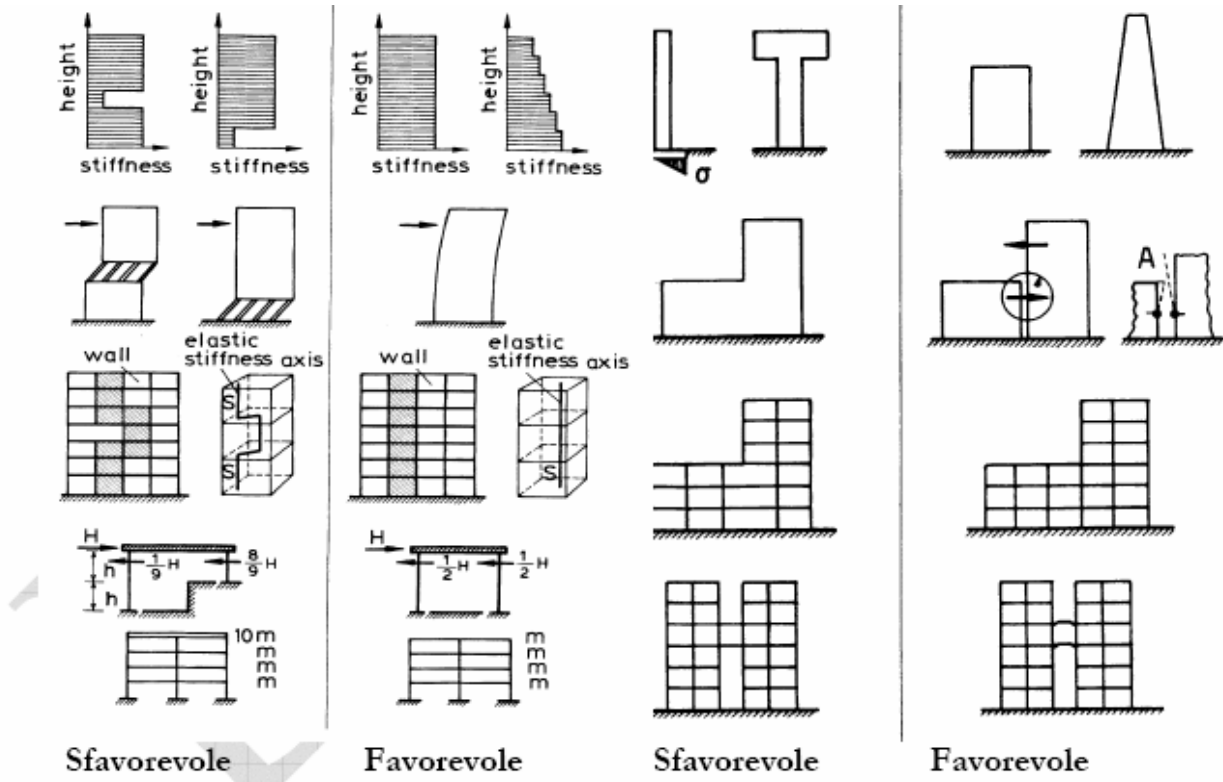 height
stiffness
height
stiffness
height
stiffness
height
stiffness
σ
A
wall
elastic
stiffness axis
S
S
wall
elastic
stiffness axis
S
H
h
h
1/9 H
8/9 H
H
1/2 H
1/2 H
10m
m
m
m
m
m
m
m
Sfavorevole
Favorevole
Sfavorevole
Favorevole